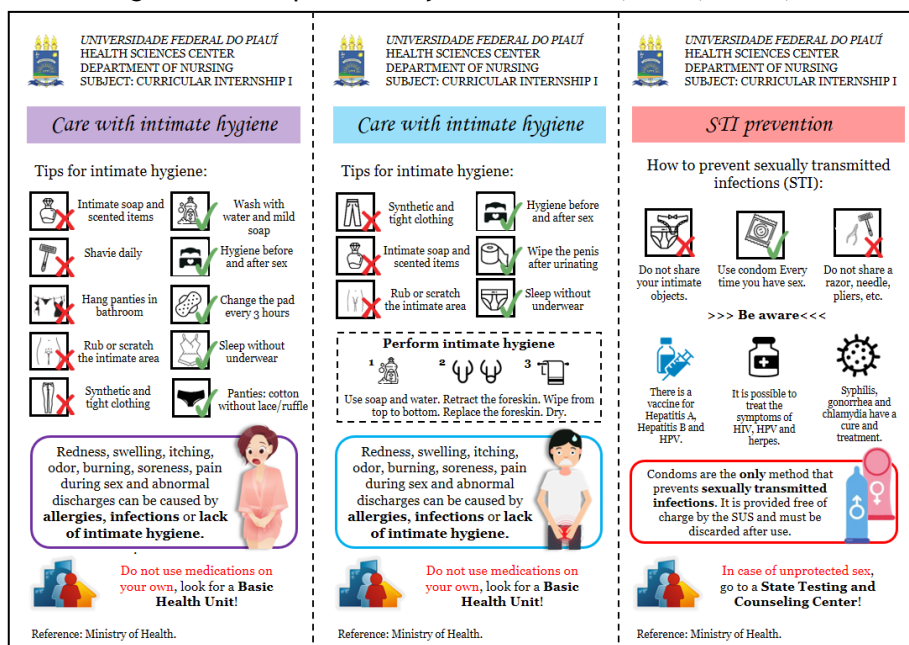 UNIVERSIDADE FEDERAL DO PIAUÍ
HEALTH SCIENCES CENTER
DEPARTMENT OF NURSING
SUBJECT: CURRICULAR INTERNSHIP I
Care with intimate hygiene
Tips for intimate hygiene:
Intimate soap and
scented items
Wash with
water and mild
soap
Shavie daily
Hygiene before
and after sex
Hang panties in
bathroom
Change the pad
every 3 hours
Rub or scratch
the intimate area
Sleep without
underwear
Synthetic and
tight clothing
Panties: cotton
without lace/ruffle
Redness, swelling, itching,
odor, burning, soreness, pain
during sex and abnormal
discharges can be caused by
allergies, infections or lack
of intimate hygiene.
Do not use medications on
your own, look for a Basic
Health Unit!
Reference: Ministry of Health.
UNIVERSIDADE FEDERAL DO PIAUÍ
HEALTH SCIENCES CENTER
DEPARTMENT OF NURSING
SUBJECT: CURRICULAR INTERNSHIP I
Care with intimate hygiene
Tips for intimate hygiene:
Synthetic and
tight clothing
Hygiene before
and after sex
Intimate soap and
scented items
Wipe the penis
after urinating
Rub or scratch
the intimate area
Sleep without
underwear
Perform intimate hygiene
1 2 3
Use soap and water. Retract the foreskin. Wipe from
top to bottom. Replace the foreskin. Dry.
Redness, swelling, itching,
odor, burning, soreness, pain
during sex and abnormal
discharges can be caused by
allergies, infections or lack
of intimate hygiene.
Do not use medications on
your own, look for a Basic
Health Unit!
Reference: Ministry of Health.
UNIVERSIDADE FEDERAL DO PIAUÍ
HEALTH SCIENCES CENTER
DEPARTMENT OF NURSING
SUBJECT: CURRICULAR INTERNSHIP I
STI prevention
How to prevent sexually transmitted
infections (STI):
Do not share
your intimate
objects.
Use condom Every
time you have sex.
Do not share a
razor, needle,
pliers, etc.
>>> Be aware<<<
There is a
vaccine for
Hepatitis A,
Hepatitis B and
HPV.
It is possible to
treat the
symptoms of
HIV, HPV and
herpes.
Syphilis,
gonorrhea and
chlamydia have a
cure and
treatment.
Condoms are the only method that
prevents sexually transmitted
infections. It is provided free of
charge by the SUS and must be
discarded after use.
In case of unprotected sex,
go to a State Testing and
Counseling Center!
Reference: Ministry of Health.